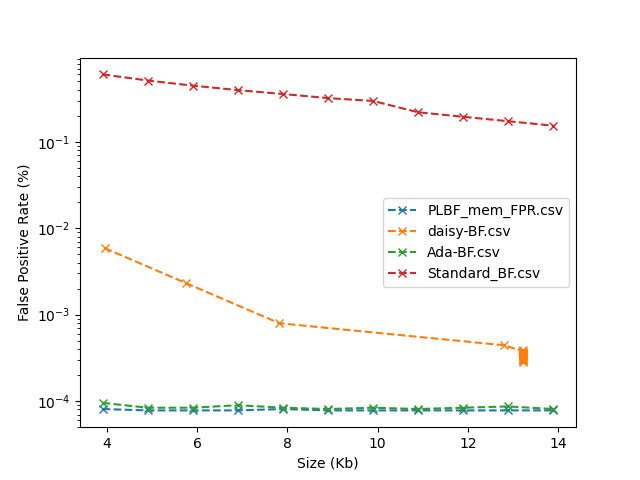 False Positive Rate (%)
10⁻¹
10⁻²
10⁻³
10⁻⁴
PLBF_mem_FPR.csv
daisy-BF.csv
Ada-BF.csv
Standard_BF.csv
4 6 8 10 12 14
Size (Kb)